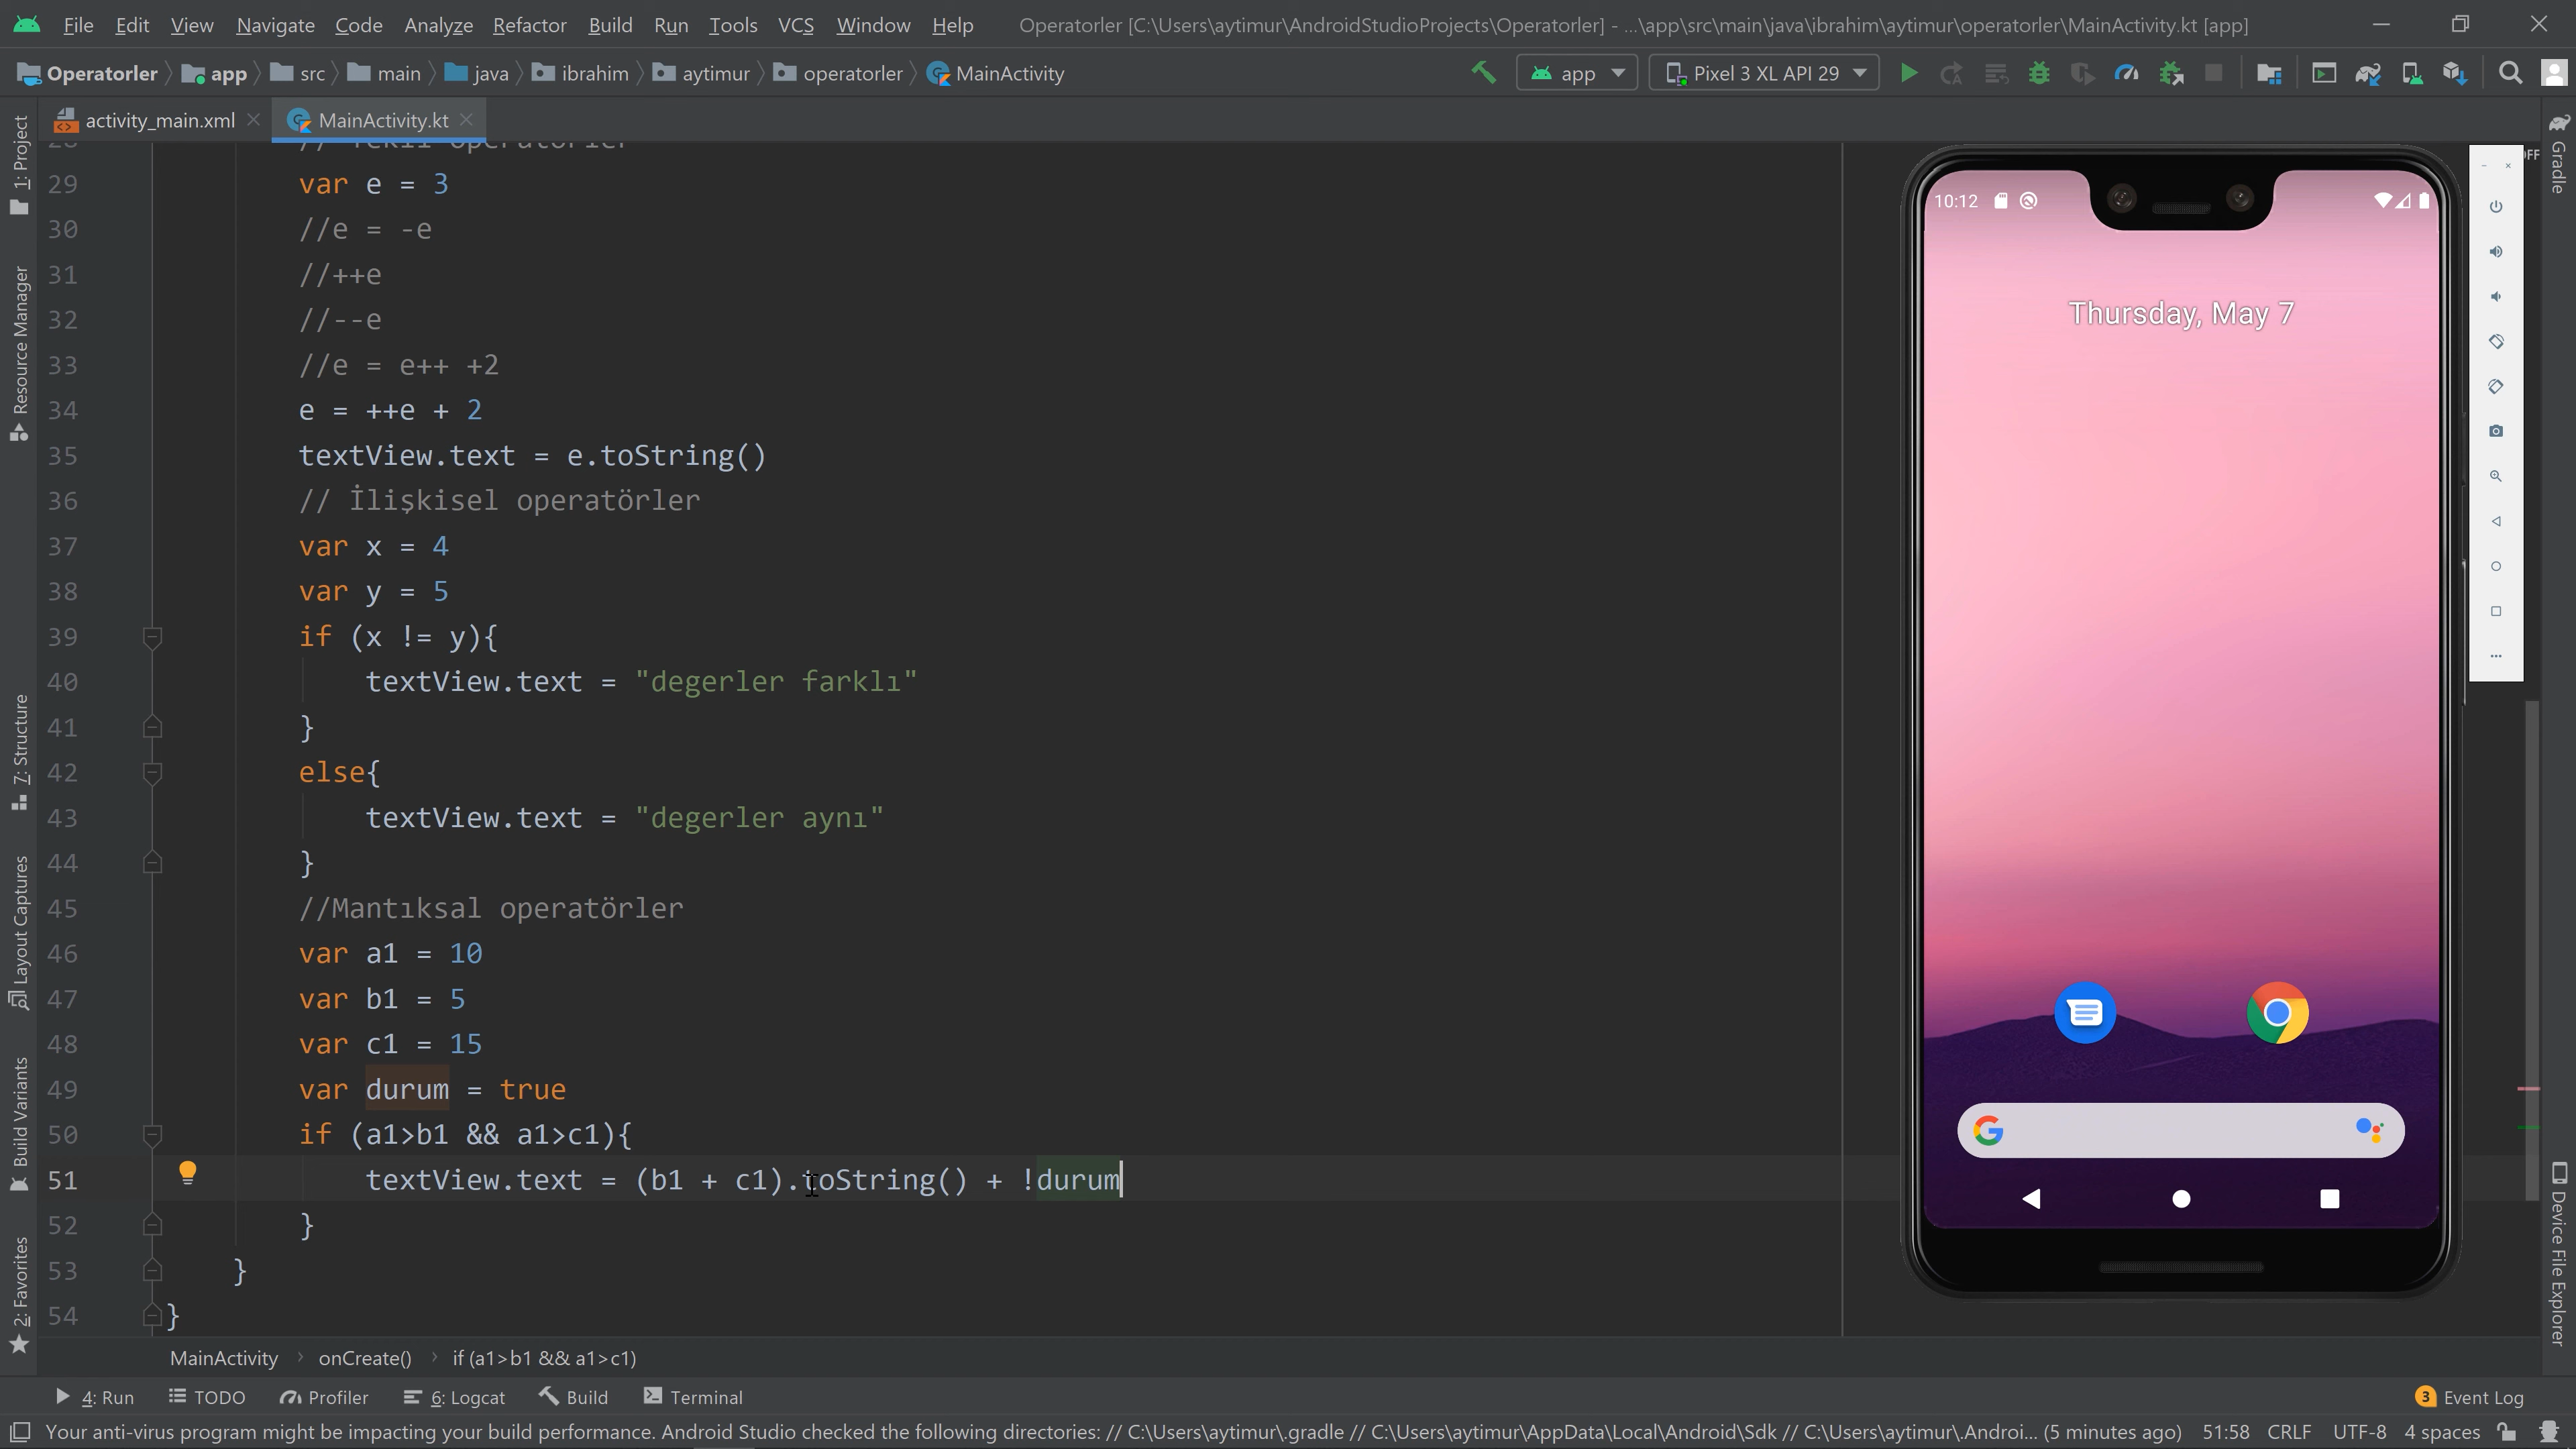 File Edit View Navigate Code Analyze Refactor Build Run Tools VCS Window Help Operatorler [C:\Users\aytimur\AndroidStudioProjects\Operatorler] - ...\app\src\main\java\ibrahim\aytimur\operatorler\MainActivity.kt [app]
Operatorler app src main java ibrahim aytimur operatorler MainActivity app Pixel 3 XL API 29
activity_main.xml MainActivity.kt
29 var e = 3
30 //e = -e
31 //++e
32 //--e
33 //e = e++ +2
34 e = ++e + 2
35 textView.text = e.toString()
36 // İlişkisel operatörler
37 var x = 4
38 var y = 5
39 if (x != y){
40 textView.text = "degerler farklı"
41 }
42 else{
43 textView.text = "degerler aynı"
44 }
45 //Mantıksal operatörler
46 var a1 = 10
47 var b1 = 5
48 var c1 = 15
49 var durum = true
50 if (a1>b1 && a1>c1){
51 textView.text = (b1 + c1).toString() + !durum
52 }
53 }
54 }
MainActivity onCreate() if (a1>b1 && a1>c1)
4: Run TODO Profiler 6: Logcat Build Terminal 3 Event Log
Your anti-virus program might be impacting your build performance. Android Studio checked the following directories: // C:\Users\aytimur\.gradle // C:\Users\aytimur\AppData\Local\Android\Sdk // C:\Users\aytimur\.Androi... (5 minutes ago) 51:58 CRLF UTF-8 4 spaces
1: Project
Resource Manager
7: Structure
Layout Captures
Build Variants
2: Favorites
10:12
Thursday, May 7
Gradle
Device File Explorer